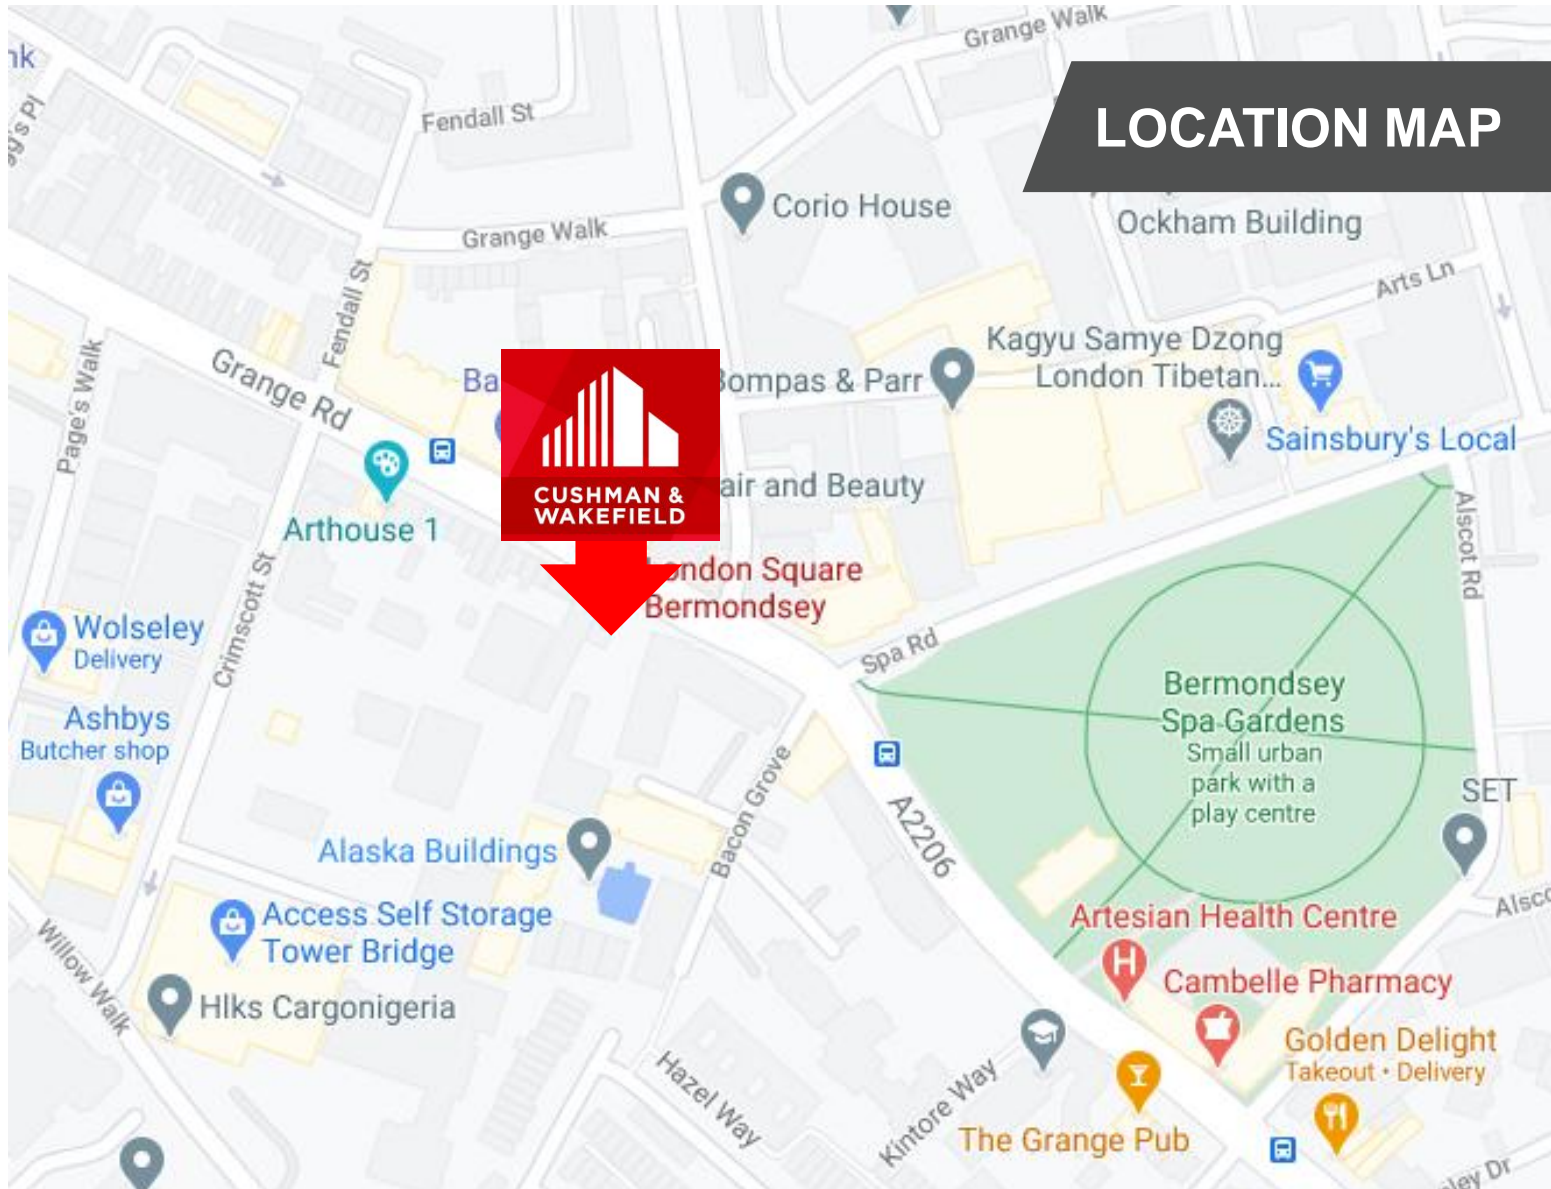 Grange Walk
LOCATION MAP
Fendall St
Corio House
Ockham Building
Grange Walk
Arts Ln
Fendall St
Kagyu Samye Dzong
London Tibetan...
Page's Walk
Grange Rd
Bompas & Parr
Sainsbury's Local
CUSHMAN &
WAKEFIELD
and Beauty
Arthouse 1
Alscot Rd
London Square
Bermondsey
Crimscott St
Wolseley
Delivery
Spa Rd
Bermondsey
Spa Gardens
Small urban
park with a
play centre
Ashbys
Butcher shop
Bacon Grove
SET
A2206
Alaska Buildings
Access Self Storage
Tower Bridge
Artesian Health Centre
Willow Walk
Cambelle Pharmacy
Hlks Cargonigeria
Golden Delight
Takeout • Delivery
Hazel Way
Kintore Way
The Grange Pub